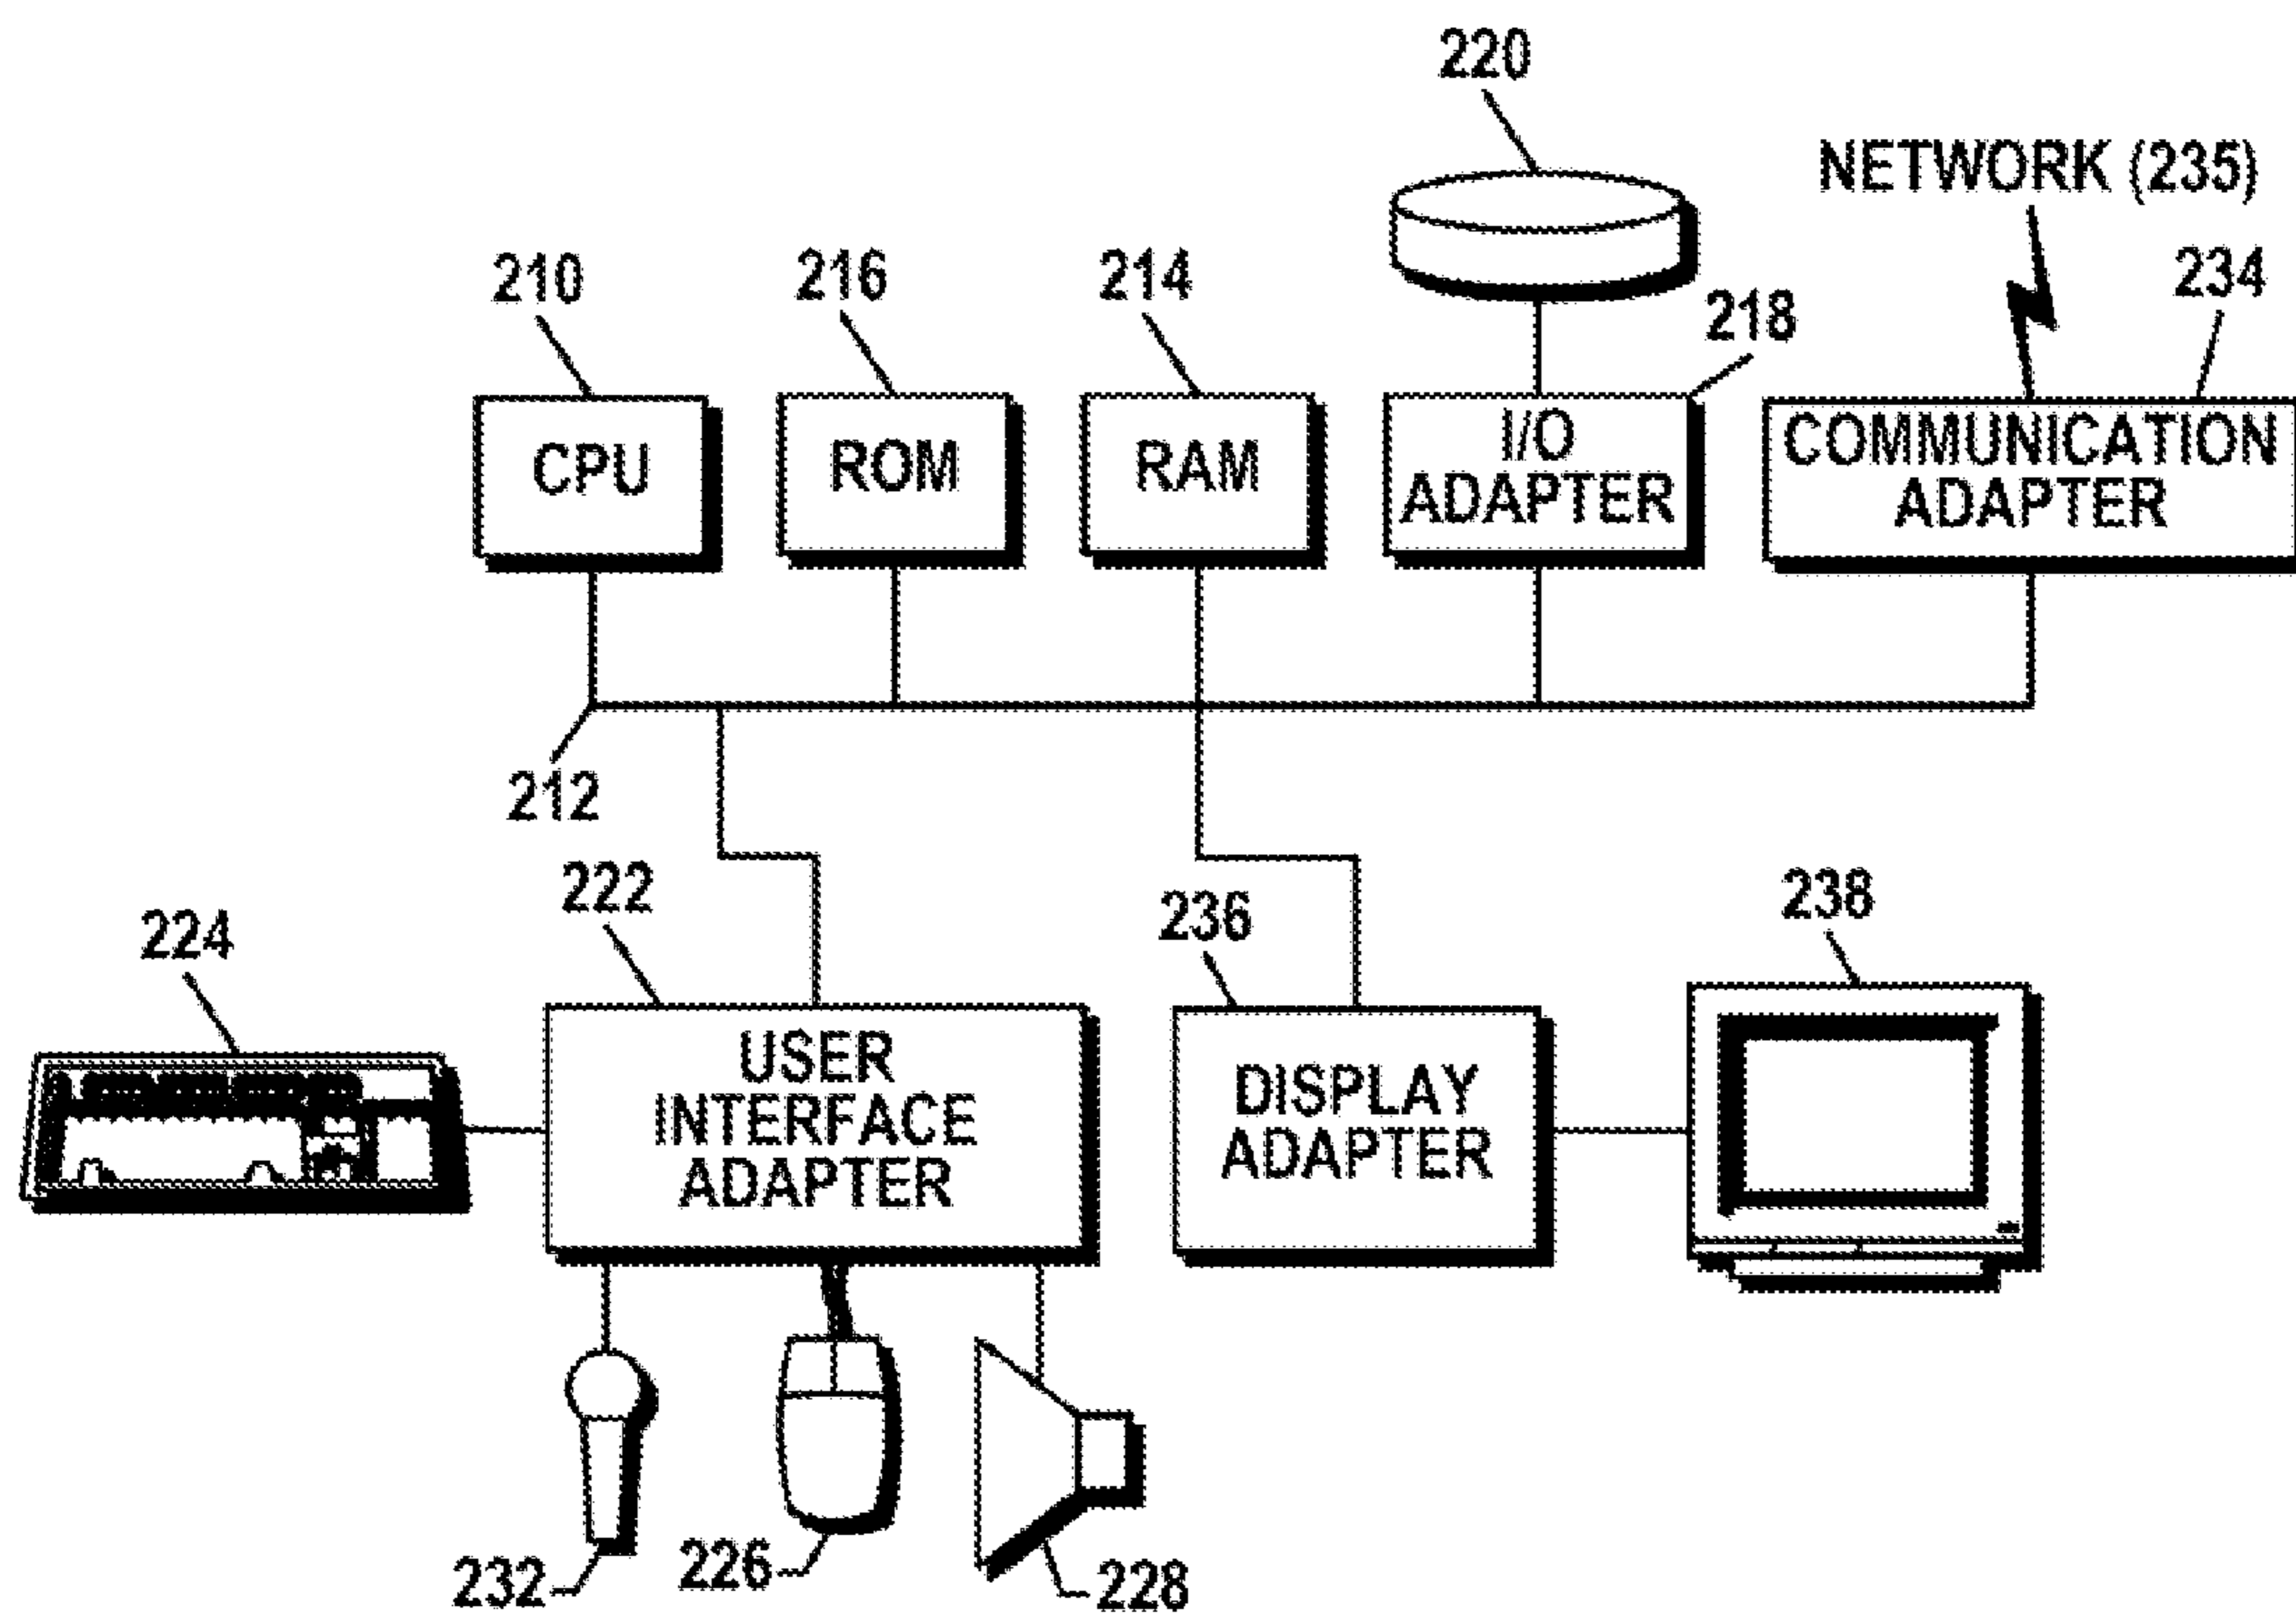 220
NETWORK (235)
210
216
214
218
234
CPU
ROM
RAM
I/O
ADAPTER
COMMUNICATION
ADAPTER
212
222
224
236
238
USER
INTERFACE
ADAPTER
DISPLAY
ADAPTER
232
226
228